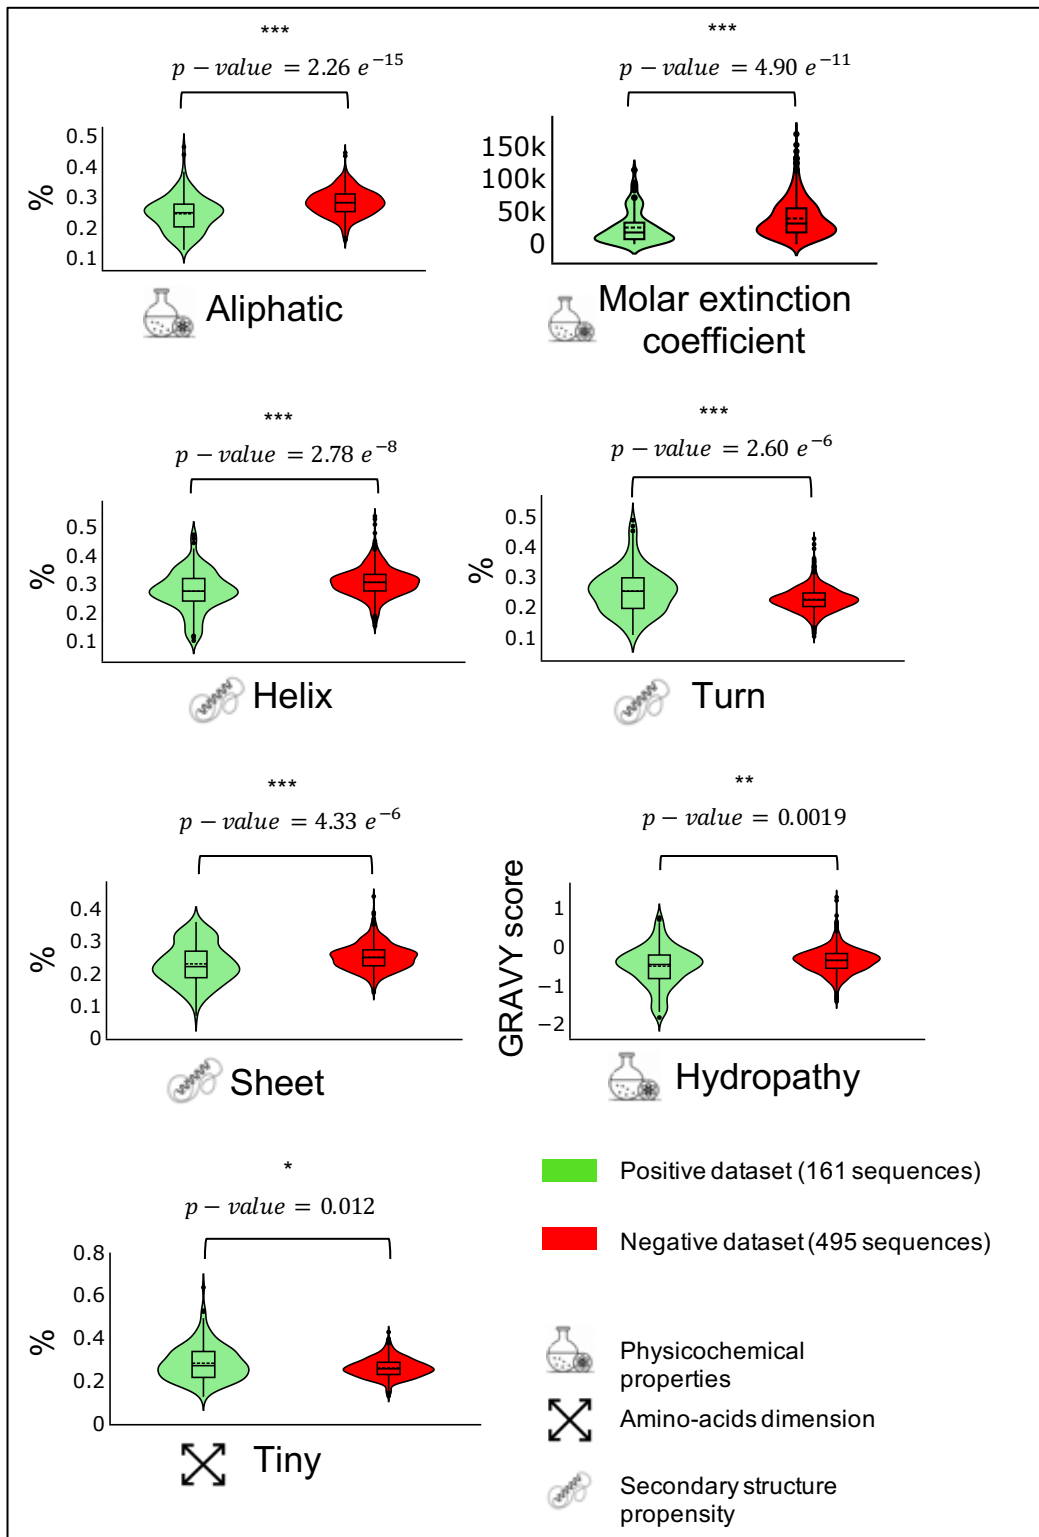 ***
p − value = 2.26 e⁻¹⁵
0.5
0.4
0.3
0.2
0.1
%
Aliphatic
***
p − value = 4.90 e⁻¹¹
150k
100k
50k
0
Molar extinction
coefficient
***
p − value = 2.78 e⁻⁸
0.5
0.4
0.3
0.2
0.1
%
Helix
***
p − value = 2.60 e⁻⁶
0.5
0.4
0.3
0.2
0.1
%
Turn
***
p − value = 4.33 e⁻⁶
0.4
0.3
0.2
0.1
0
%
Sheet
**
p − value = 0.0019
GRAVY score
1
0
−1
−2
Hydropathy
*
p − value = 0.012
0.8
0.6
0.4
0.2
0
%
Tiny
Positive dataset (161 sequences)
Negative dataset (495 sequences)
Physicochemical
properties
Amino-acids dimension
Secondary structure
propensity